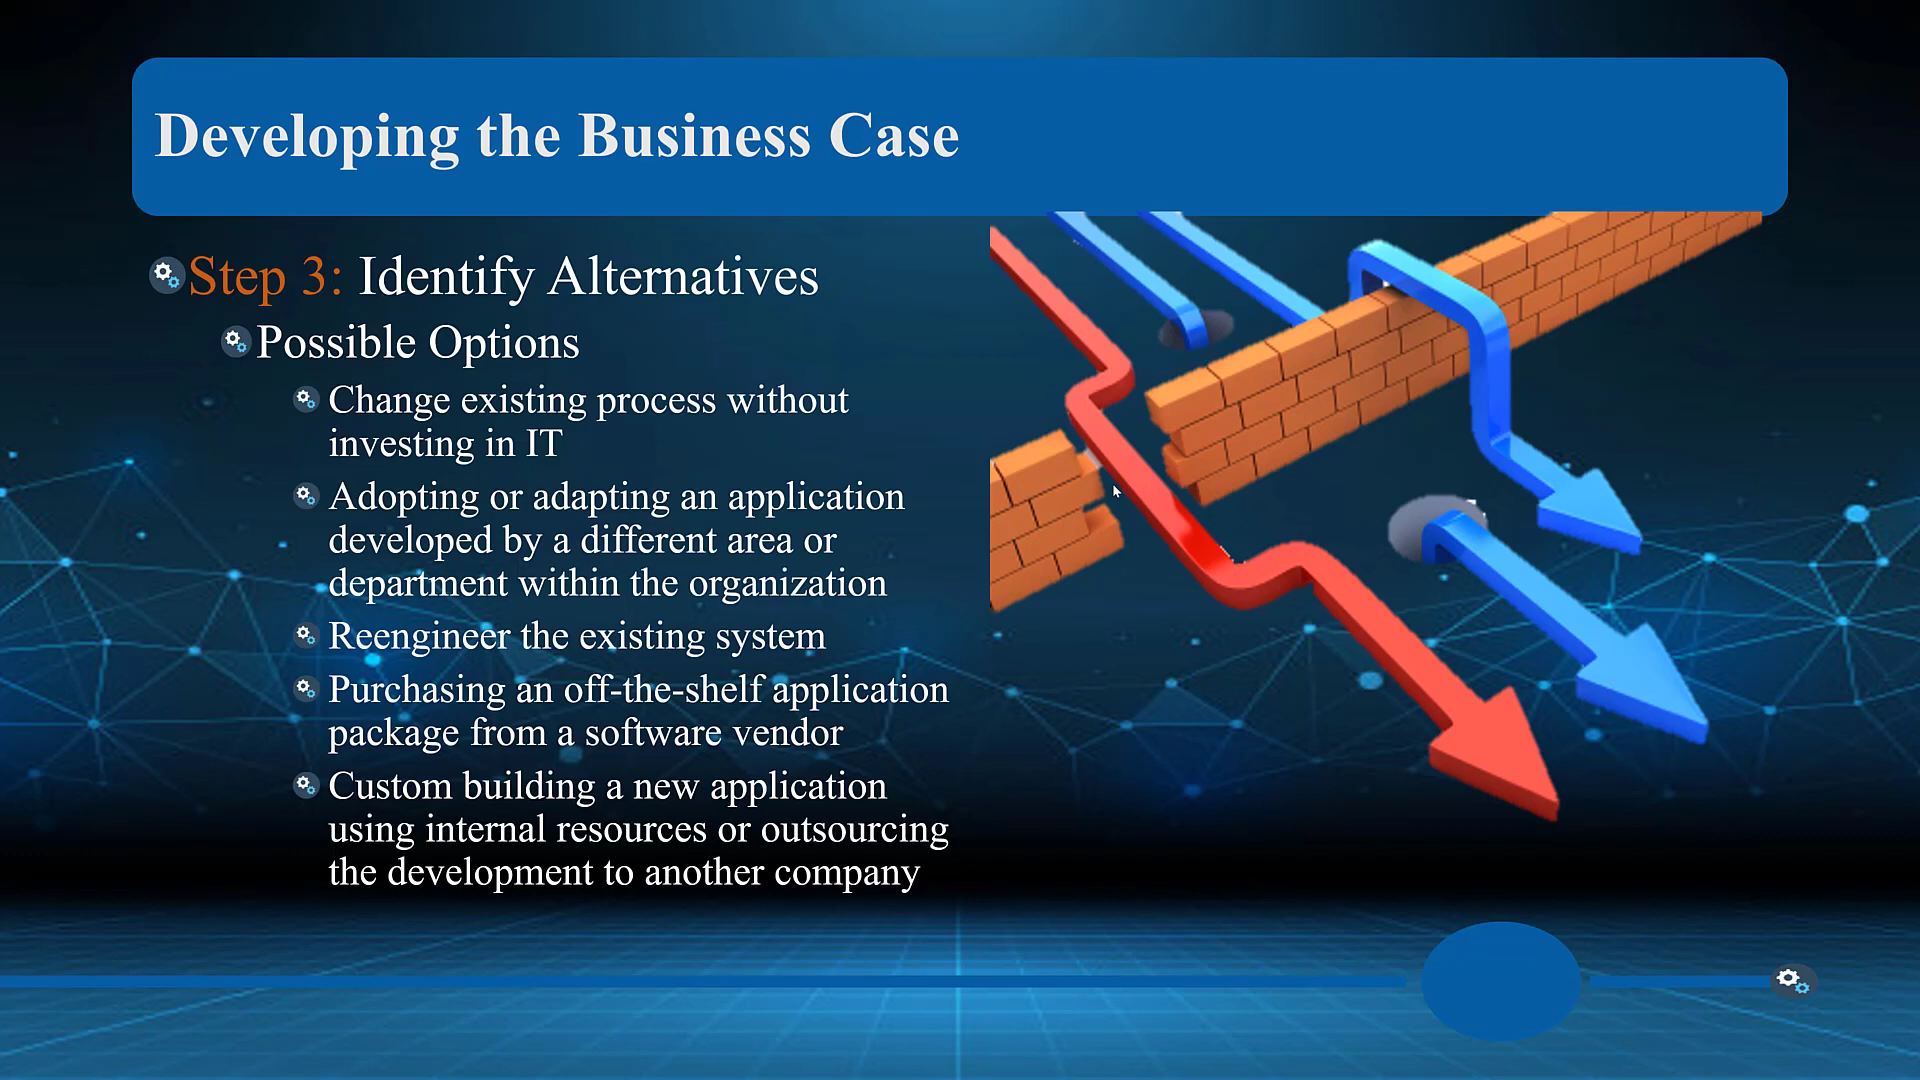 Developing the Business Case
Step 3: Identify Alternatives
Possible Options
Change existing process without
investing in IT
Adopting or adapting an application
developed by a different area or
department within the organization
Reengineer the existing system
Purchasing an off-the-shelf application
package from a software vendor
Custom building a new application
using internal resources or outsourcing
the development to another company